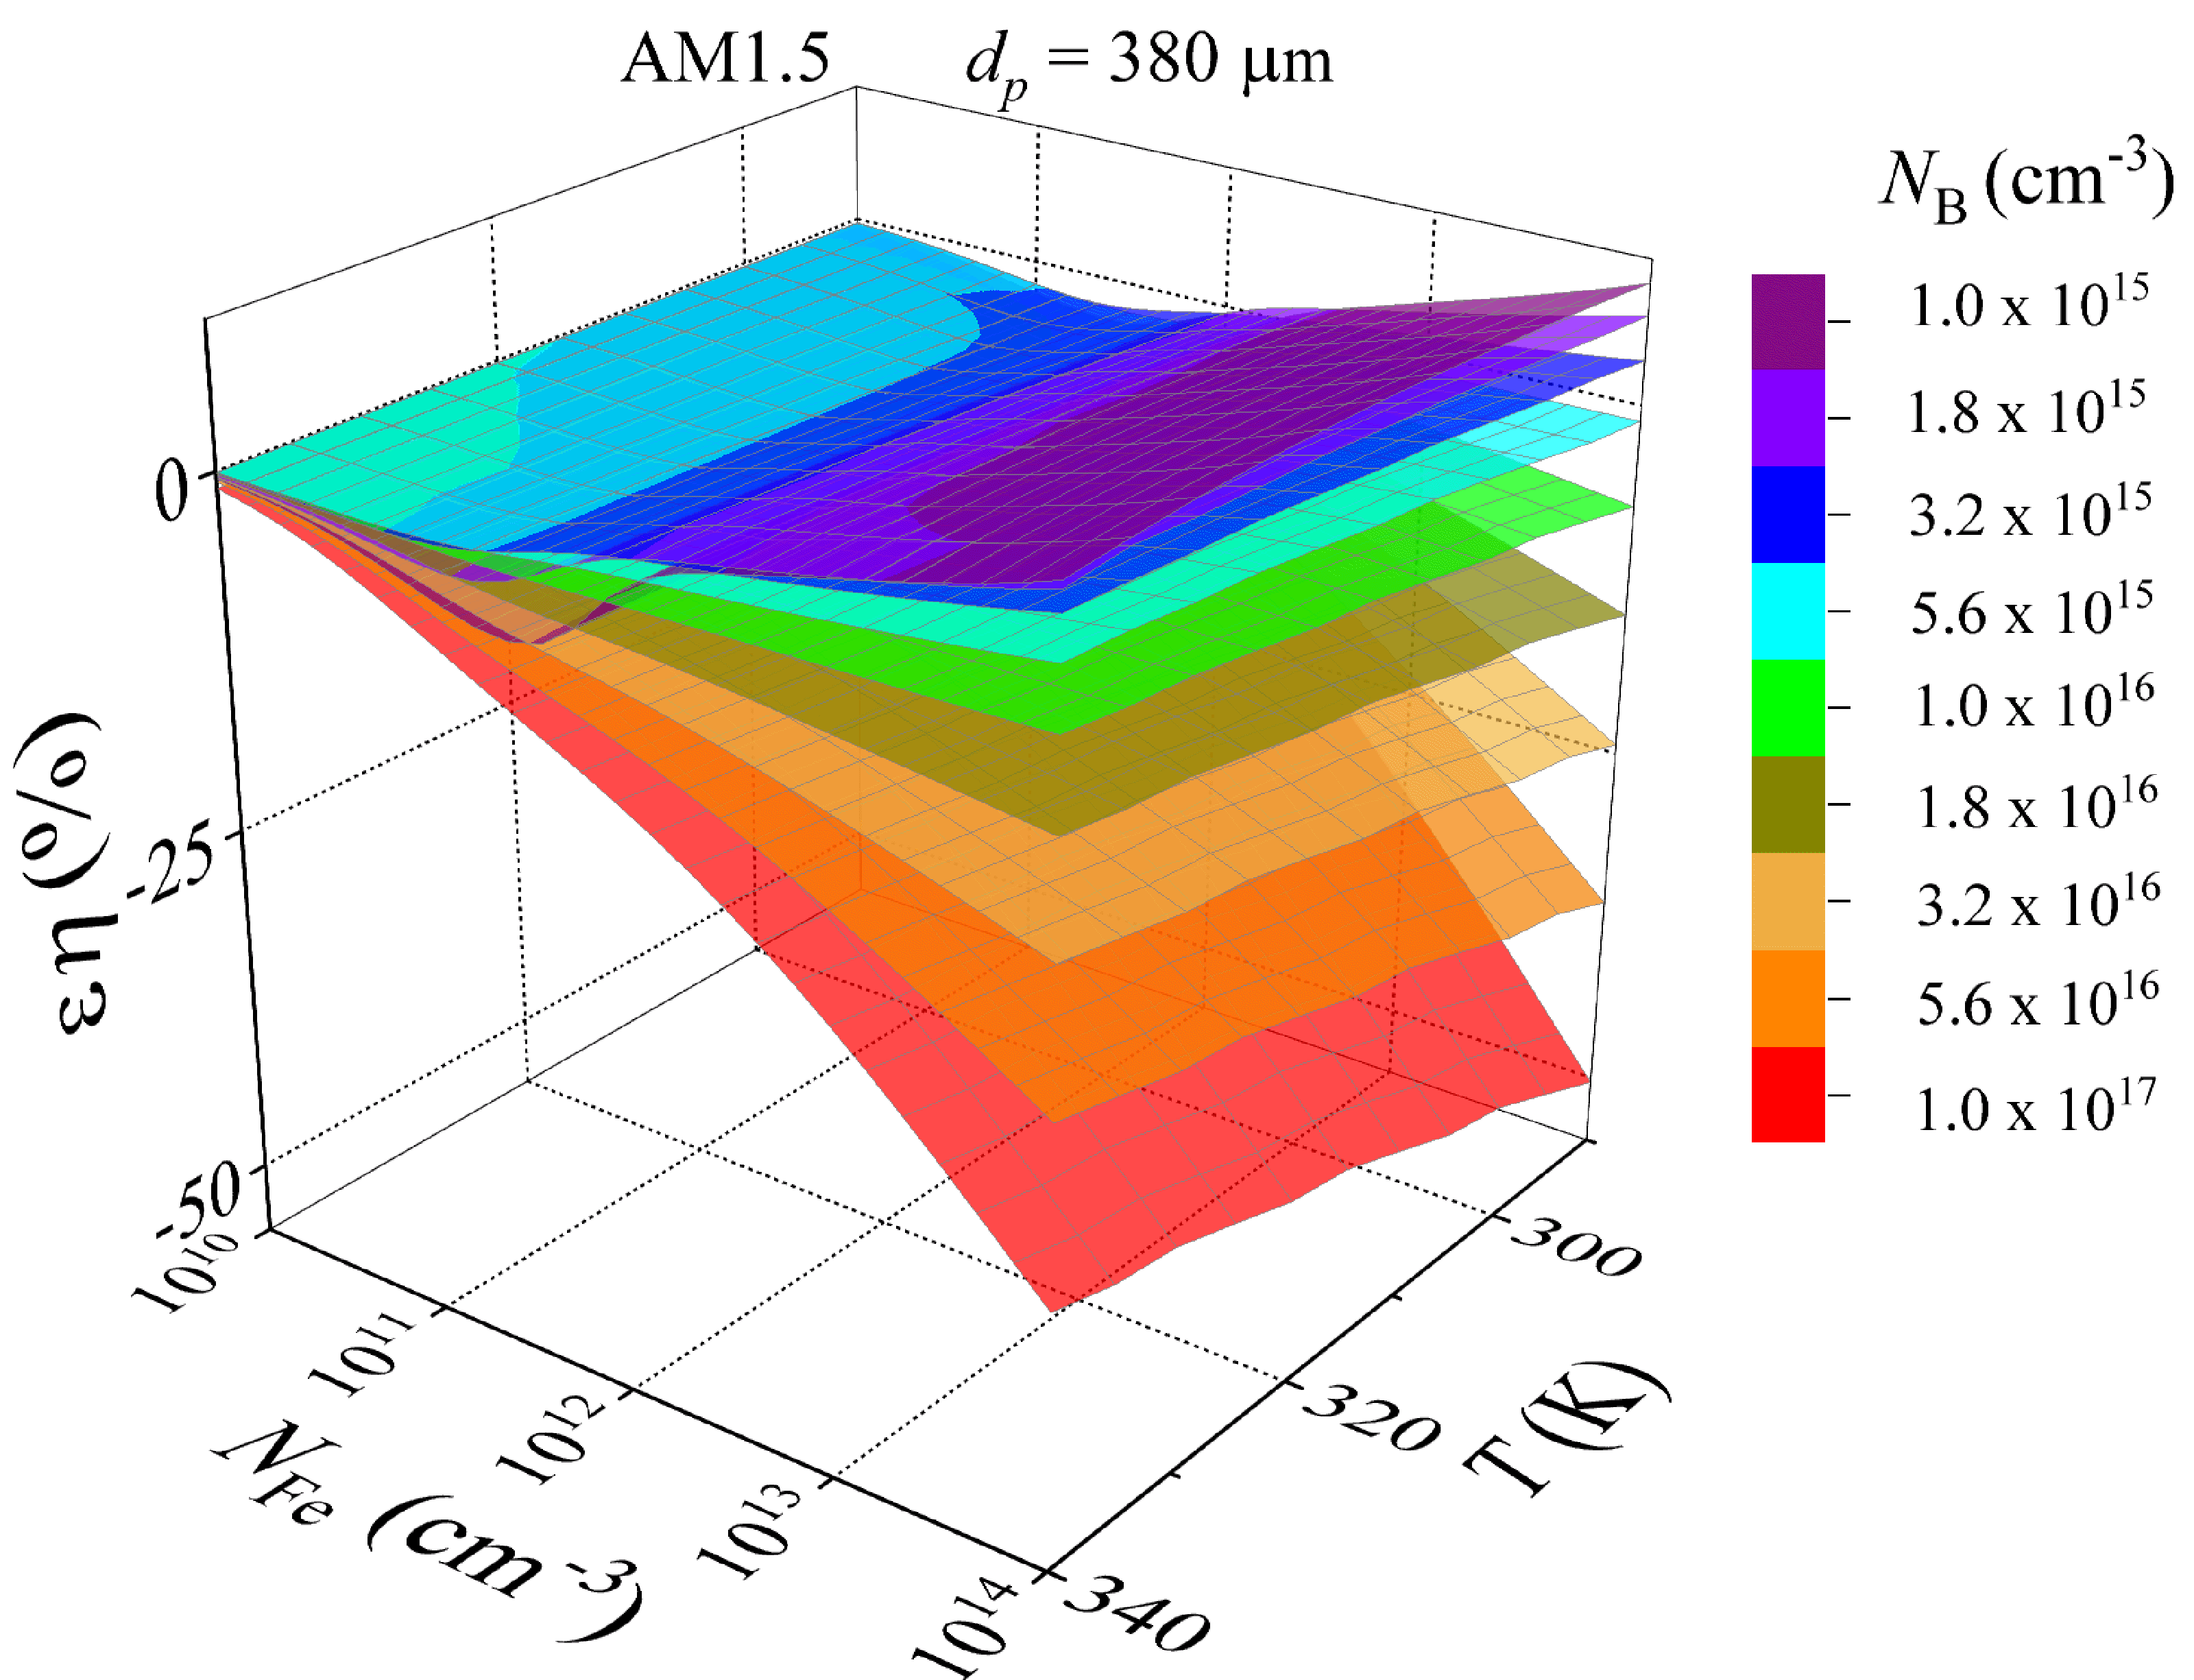 AM1.5 d_p = 380 μm
N_B (cm^-3)
1.0 x 10^15
1.8 x 10^15
3.2 x 10^15
5.6 x 10^15
1.0 x 10^16
1.8 x 10^16
3.2 x 10^16
5.6 x 10^16
1.0 x 10^17
0
-25
-50
εη (%)
10^10
10^11
10^12
10^13
10^14
N_Fe (cm^-3)
300
320
340
T (K)